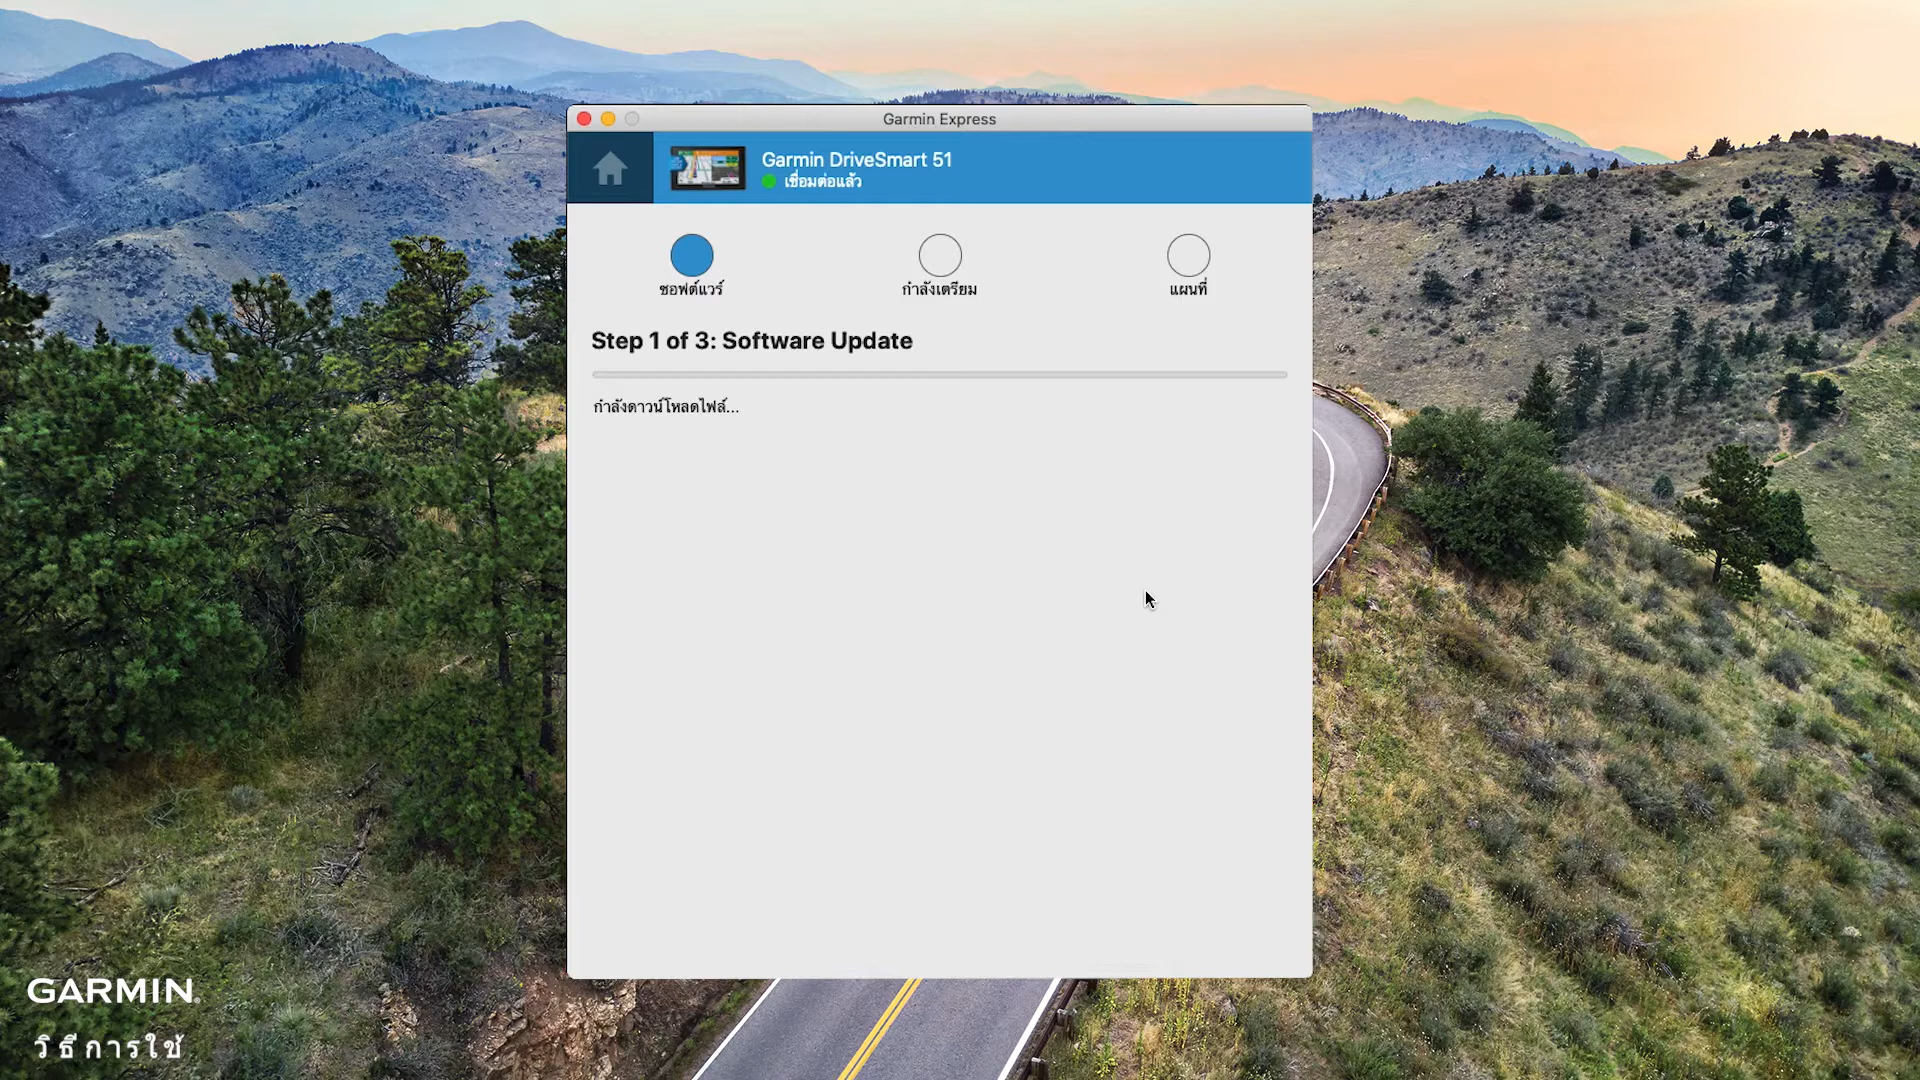 Garmin Express
Garmin DriveSmart 51
เชื่อมต่อแล้ว
ซอฟต์แวร์
กำลังเตรียม
แผนที่
Step 1 of 3: Software Update
กำลังดาวน์โหลดไฟล์...
GARMIN
วิธีการใช้